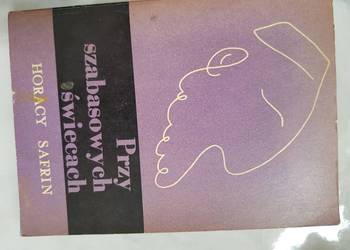 HORACY SAFRIN
Przy
szabasowych
świecach